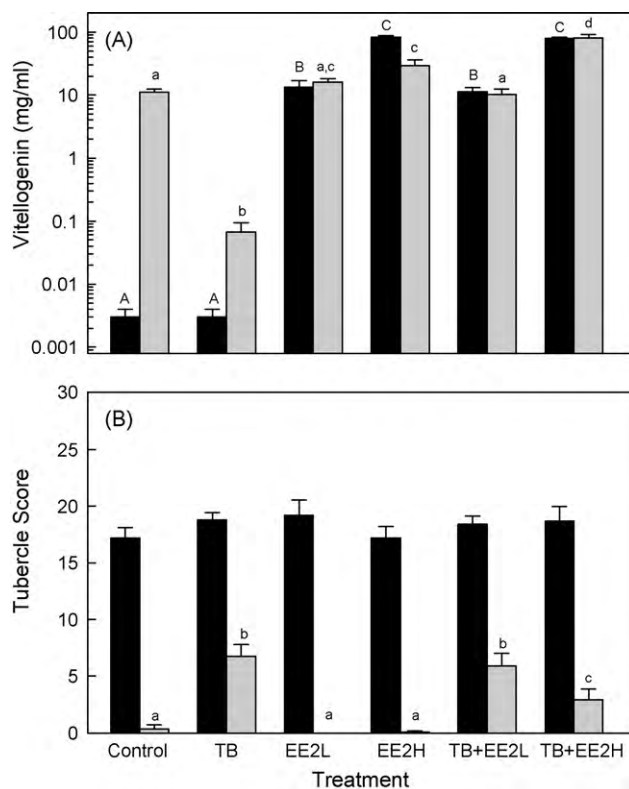 (A)
Vitellogenin (mg/ml)
100
10
1
0.1
0.01
0.001
A a
A b
B a,c
C c
B a
C d
(B)
Tubercle Score
30
25
20
15
10
5
0
a b a a b c
Control TB EE2L EE2H TB+EE2L TB+EE2H
Treatment